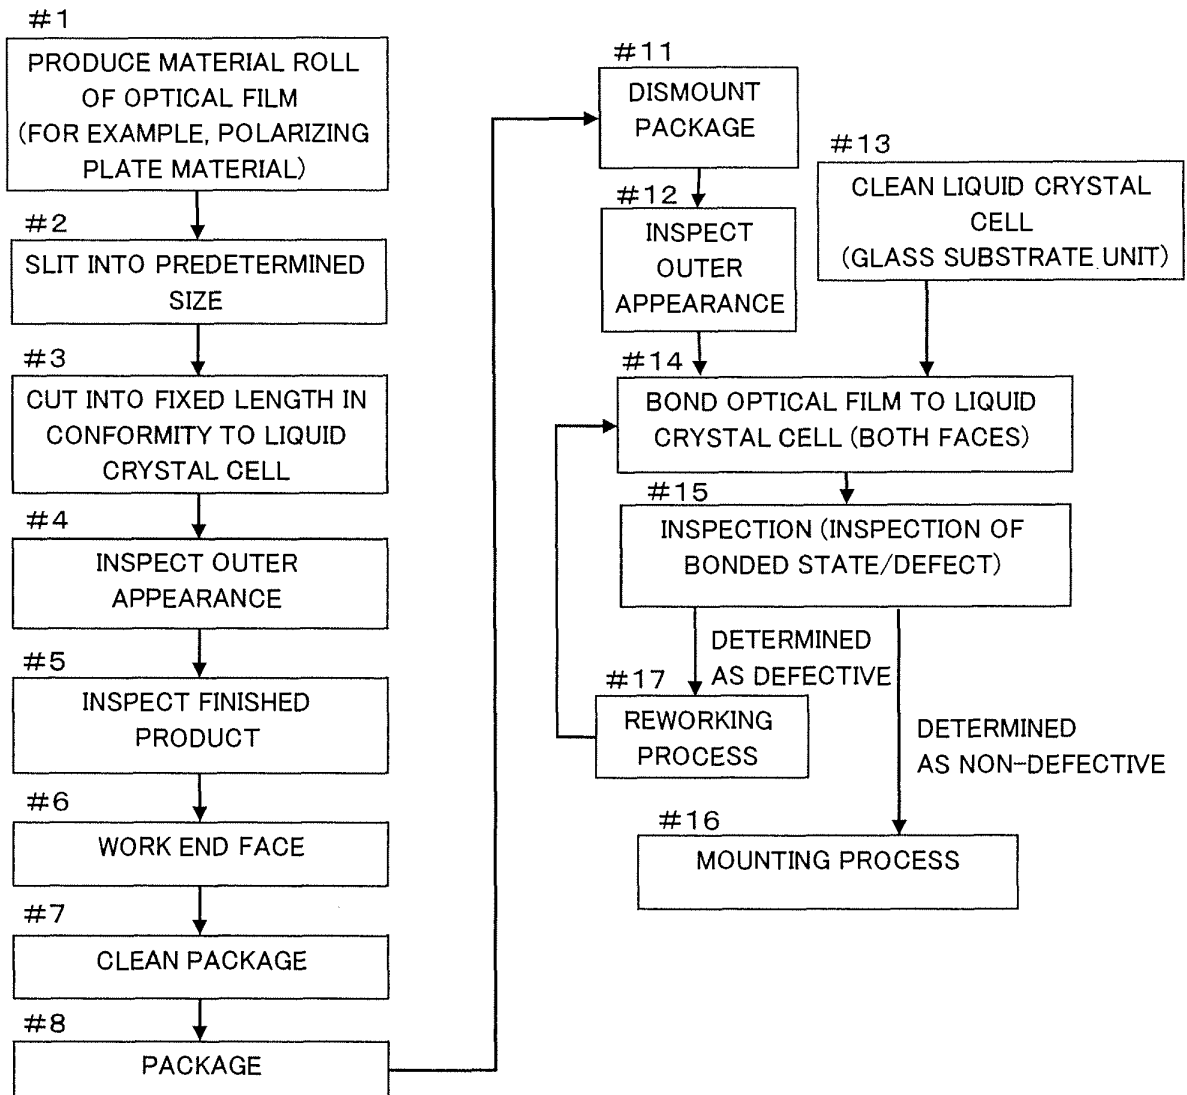 #1
PRODUCE MATERIAL ROLL
OF OPTICAL FILM
(FOR EXAMPLE, POLARIZING
PLATE MATERIAL)
#2
SLIT INTO PREDETERMINED
SIZE
#3
CUT INTO FIXED LENGTH IN
CONFORMITY TO LIQUID
CRYSTAL CELL
#4
INSPECT OUTER
APPEARANCE
#5
INSPECT FINISHED
PRODUCT
#6
WORK END FACE
#7
CLEAN PACKAGE
#8
PACKAGE
#11
DISMOUNT
PACKAGE
#12
INSPECT
OUTER
APPEARANCE
#13
CLEAN LIQUID CRYSTAL
CELL
(GLASS SUBSTRATE UNIT)
#14
BOND OPTICAL FILM TO LIQUID
CRYSTAL CELL (BOTH FACES)
#15
INSPECTION (INSPECTION OF
BONDED STATE/DEFECT)
DETERMINED
AS DEFECTIVE
#17
REWORKING
PROCESS
DETERMINED
AS NON-DEFECTIVE
#16
MOUNTING PROCESS